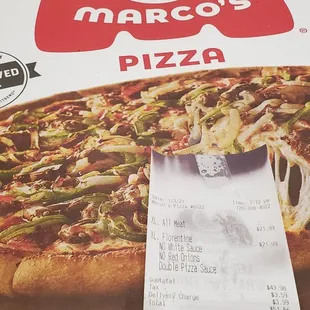 MARCO'S
®
PIZZA
VED
XL. All Meat
$21.99
XL. Florentine
$21.99
NO White Sauce
NO Red Onions
Double Pizza Sauce
Subtotal
$43.98
Tax
$3.59
Delivery Charge
$3.99
Total